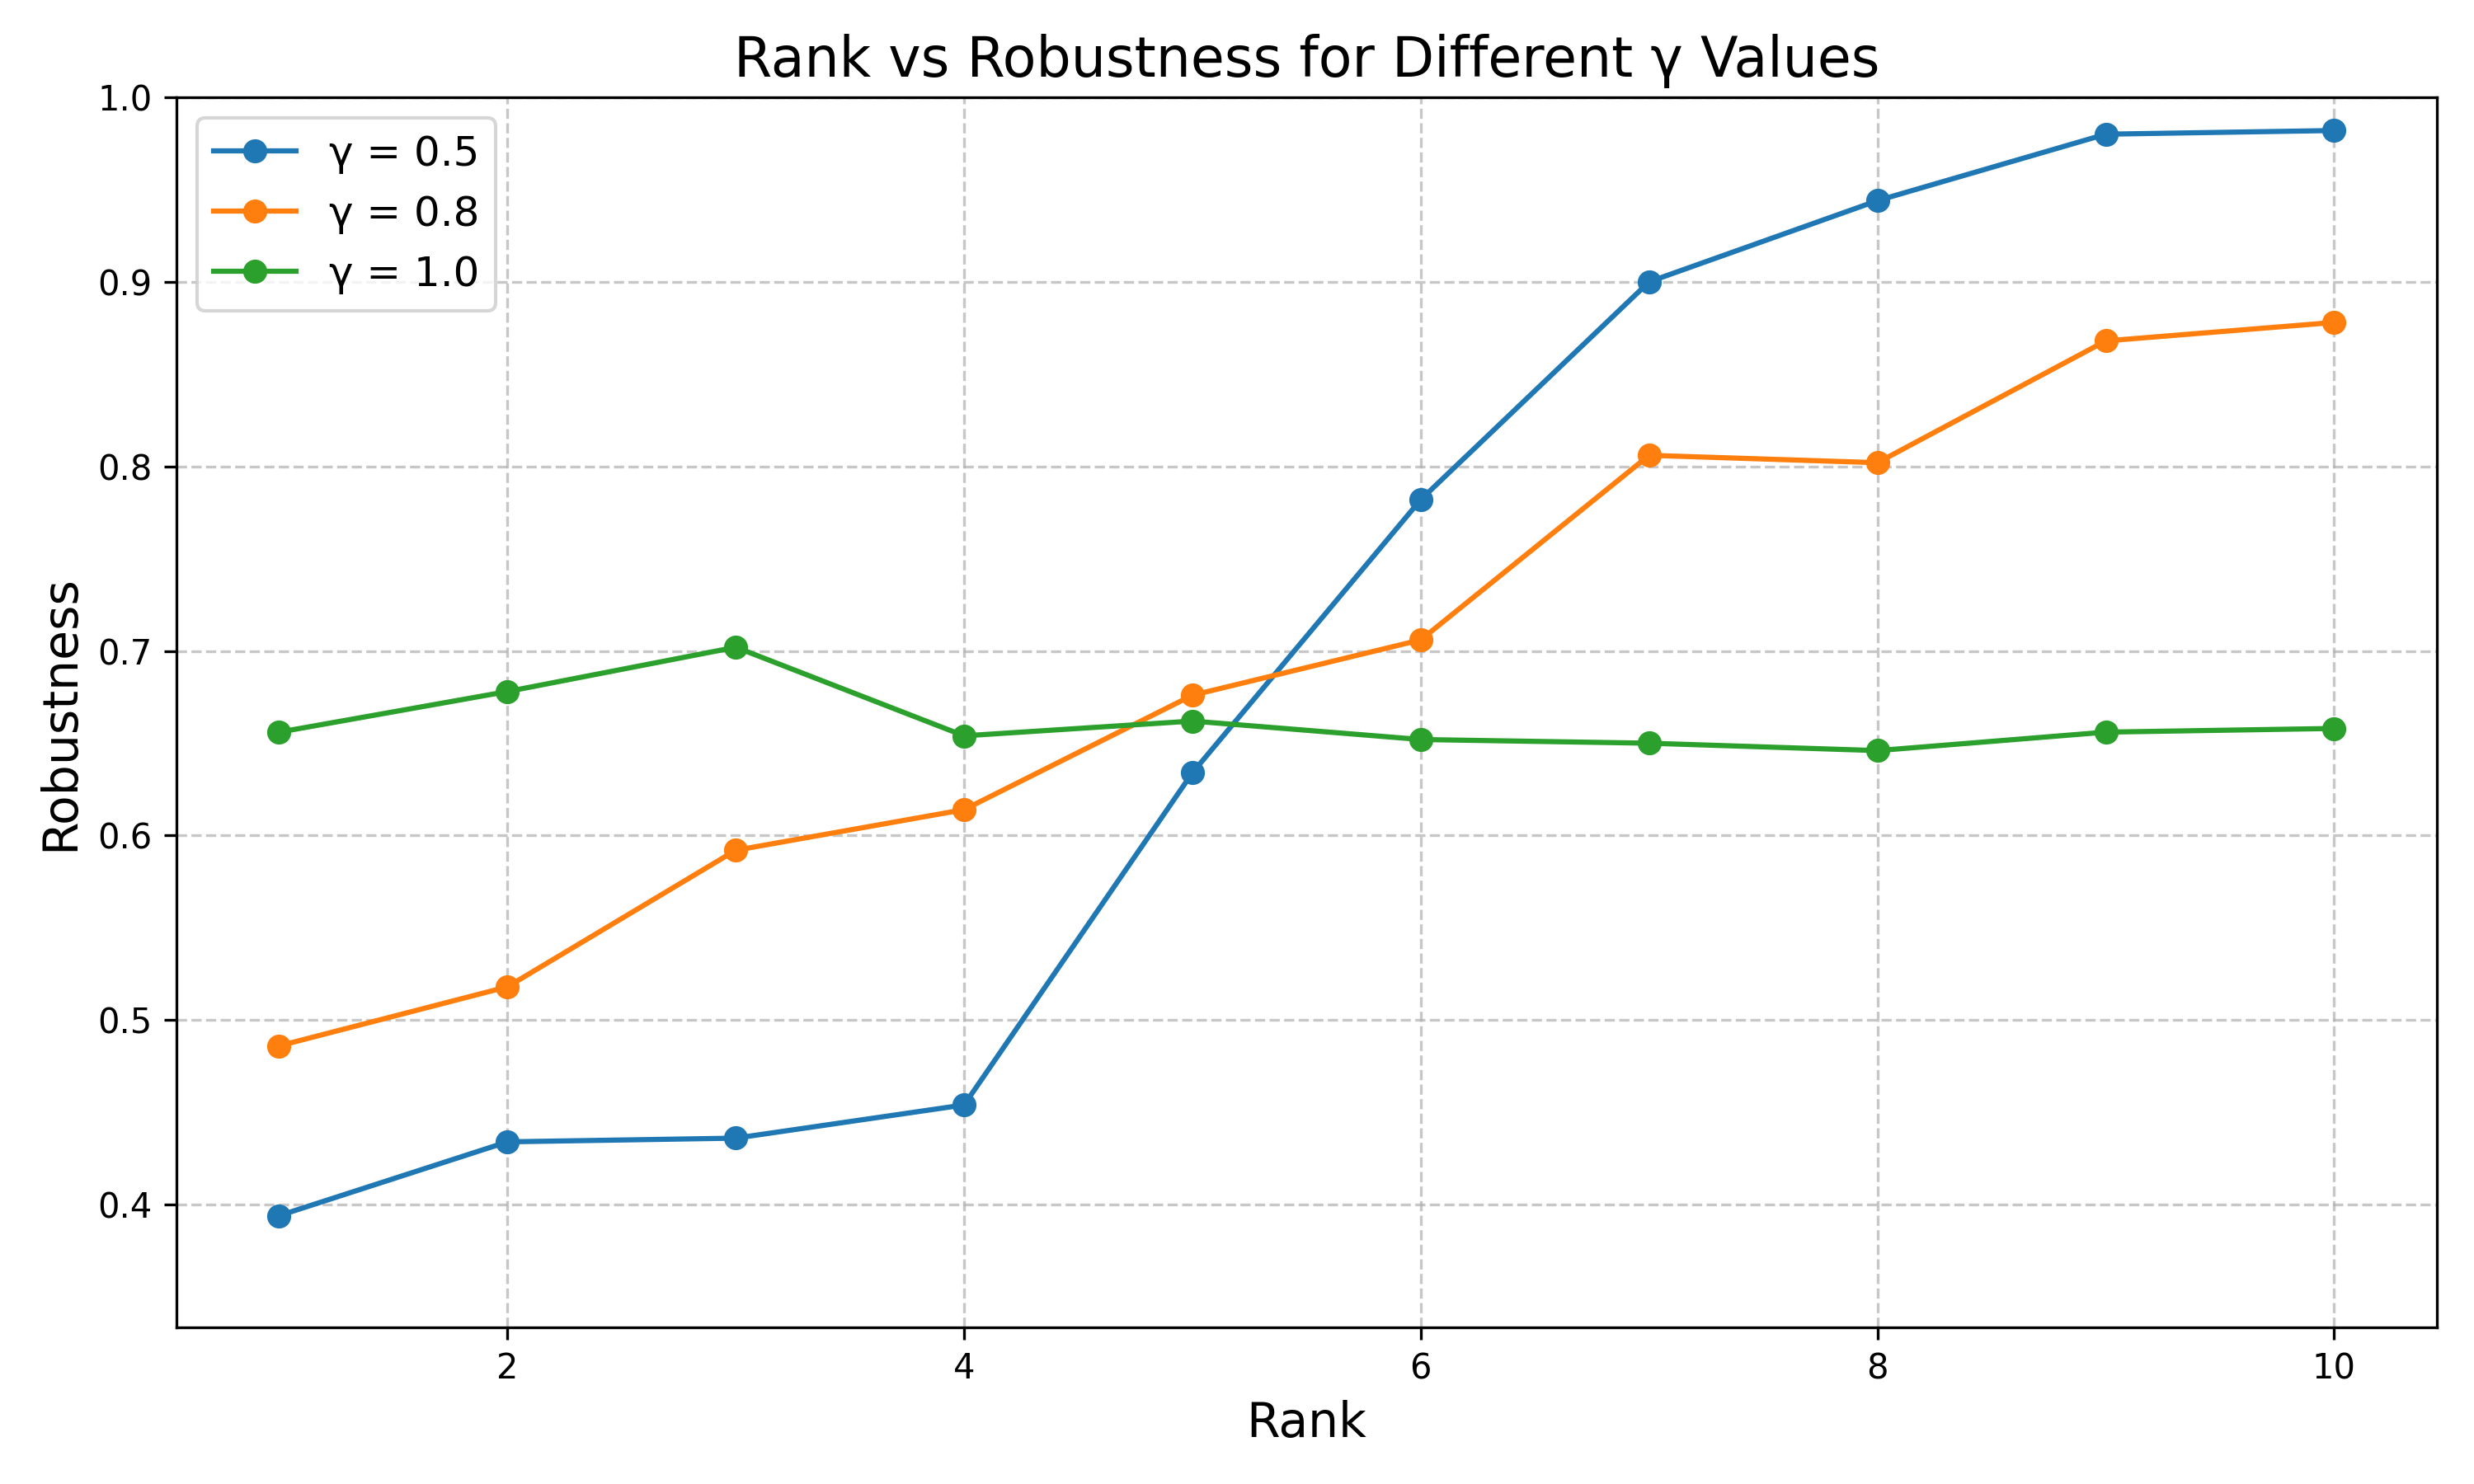 Rank vs Robustness for Different γ Values
γ = 0.5
γ = 0.8
γ = 1.0
1.0
0.9
0.8
0.7
0.6
0.5
0.4
Robustness
2 4 6 8 10
Rank